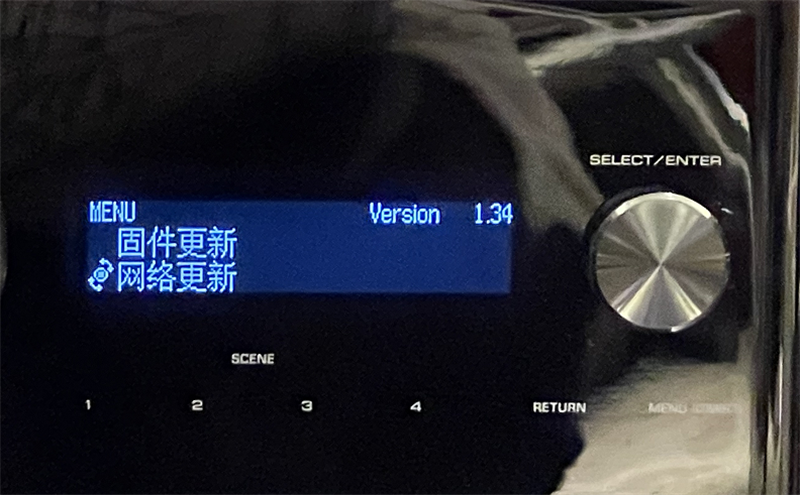 SELECT/ENTER
MENU Version 1.34
固件更新
网络更新
SCENE
1 2 3 4 RETURN MENU